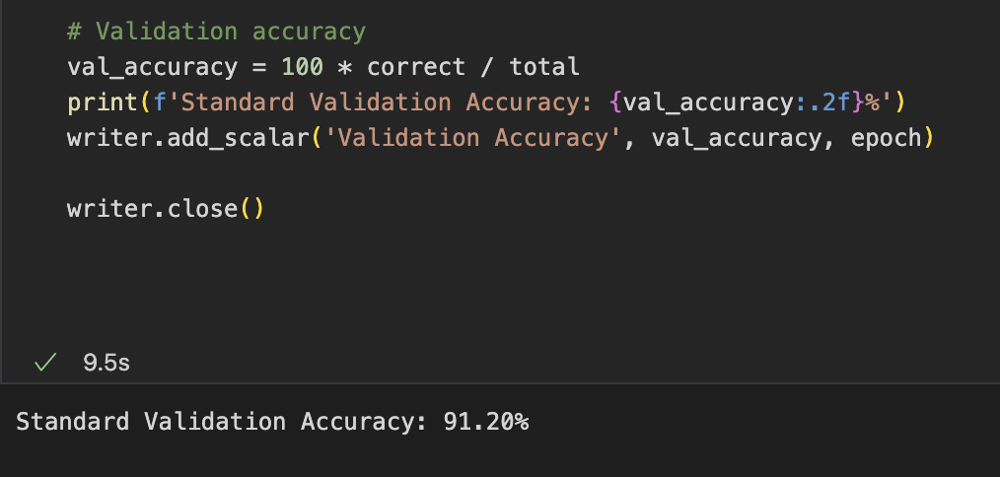 # Validation accuracy
val_accuracy = 100 * correct / total
print(f'Standard Validation Accuracy: {val_accuracy:.2f}%')
writer.add_scalar('Validation Accuracy', val_accuracy, epoch)
writer.close()
9.5s
Standard Validation Accuracy: 91.20%